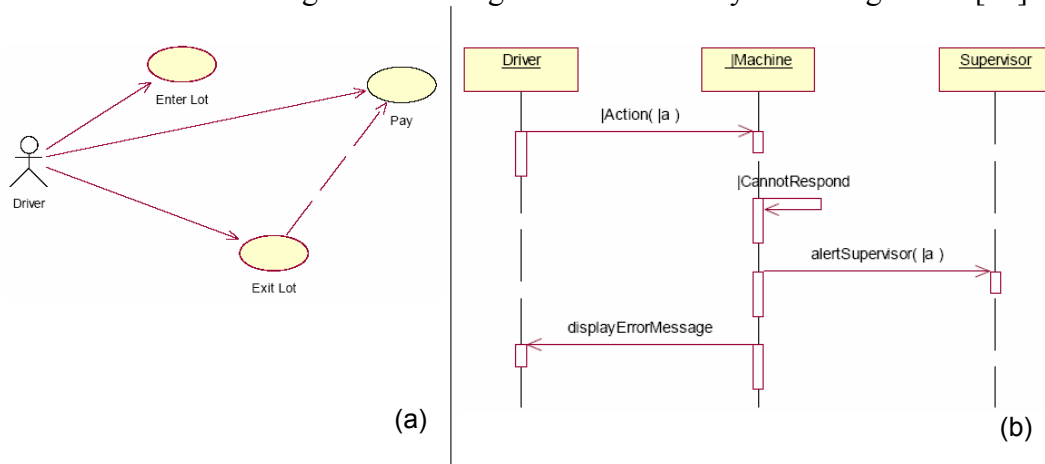 Enter Lot
Pay
Driver
Exit Lot
(a)
Driver
|Machine
Supervisor
|Action( |a )
|CannotRespond
alertSupervisor( |a )
displayErrorMessage
(b)